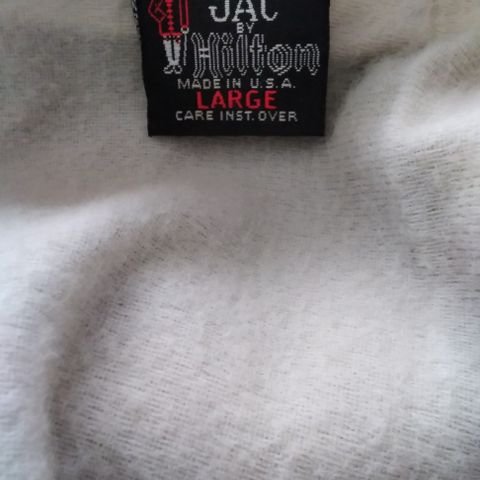 JAC
BY
Hilton
MADE IN U.S.A.
LARGE
CARE INST. OVER